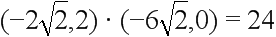 (−2√2,2) · (−6√2,0) = 24